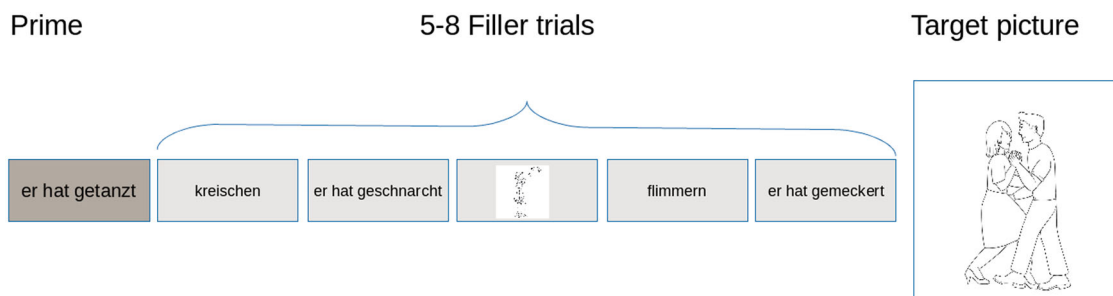 Prime
5-8 Filler trials
Target picture
er hat getanzt
kreischen
er hat geschnarcht
flimmern
er hat gemeckert